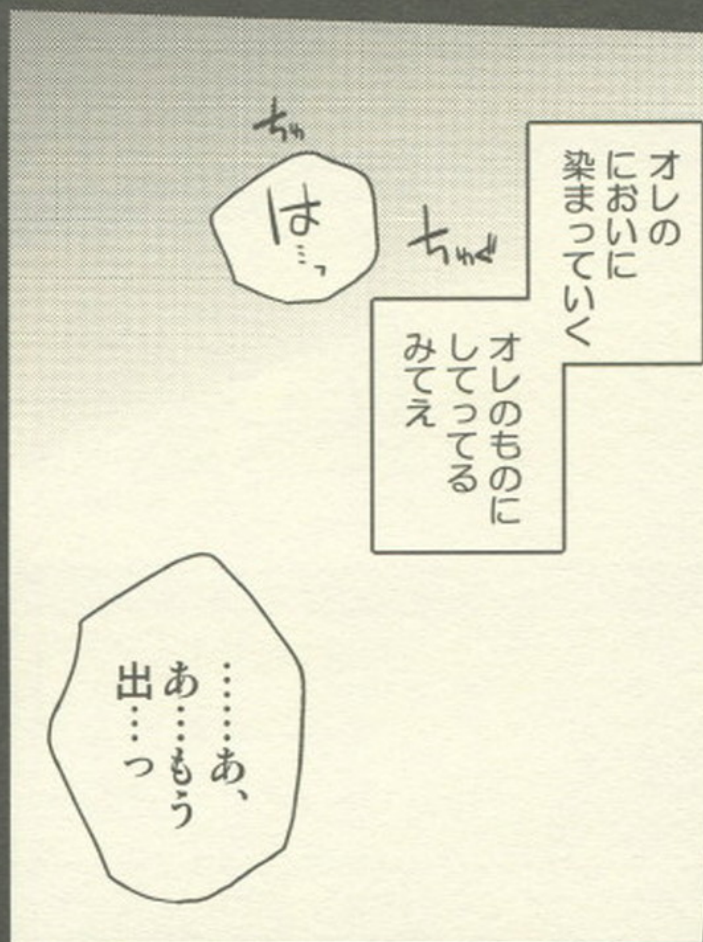 オレの
においに
染まっていく
オレのものに
してってる
みてえ
ちゅ
は…っ
ちゅく
……あ、
あ…もう
出…っ